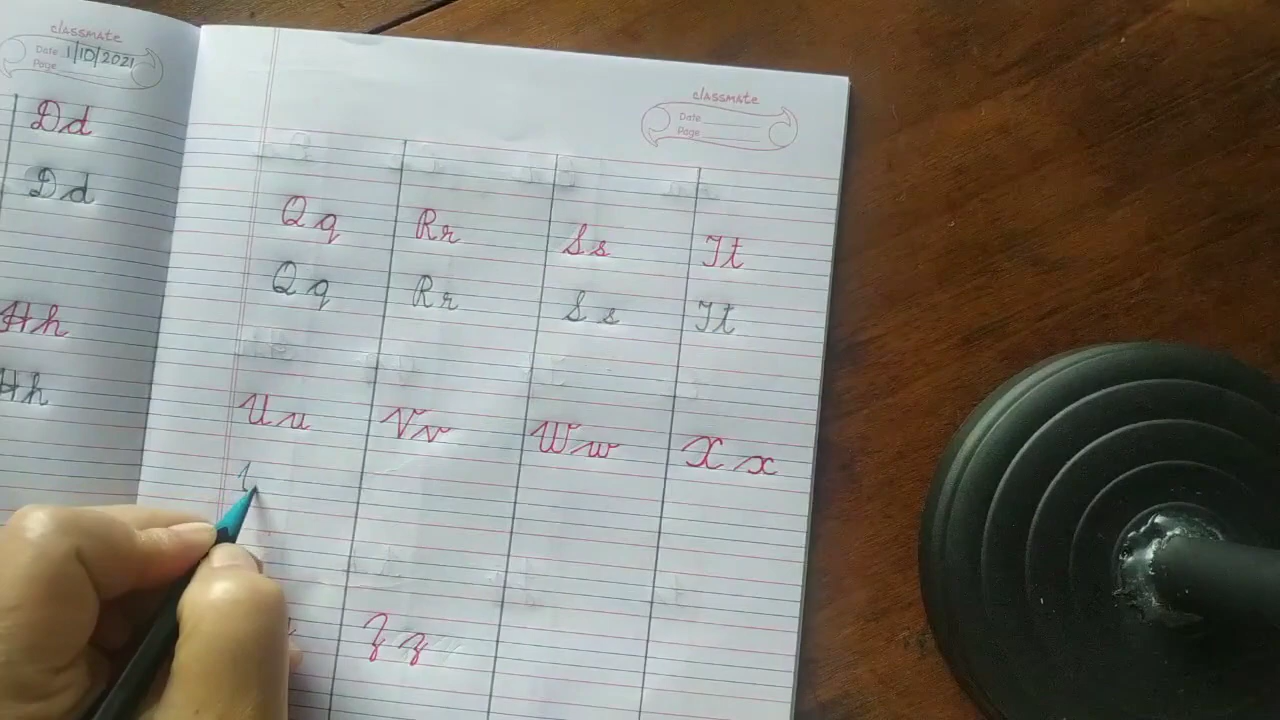 classmate
Date 1/10/2021
Page
Dd
Dd
Hh
Hh
classmate
Date
Page
Qq Rr Ss Tt
Qq Rr Ss Tt
Uu Vv Ww Xx
Zz